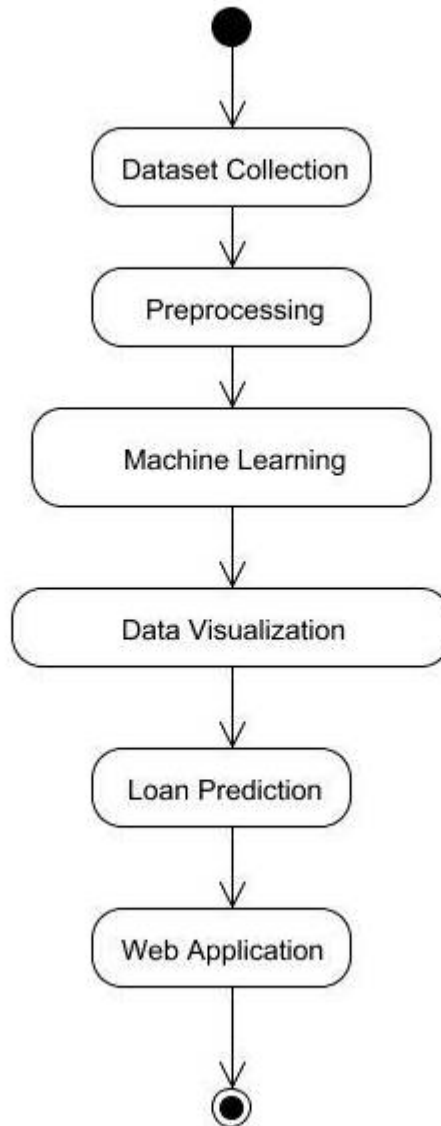 Dataset Collection
Preprocessing
Machine Learning
Data Visualization
Loan Prediction
Web Application